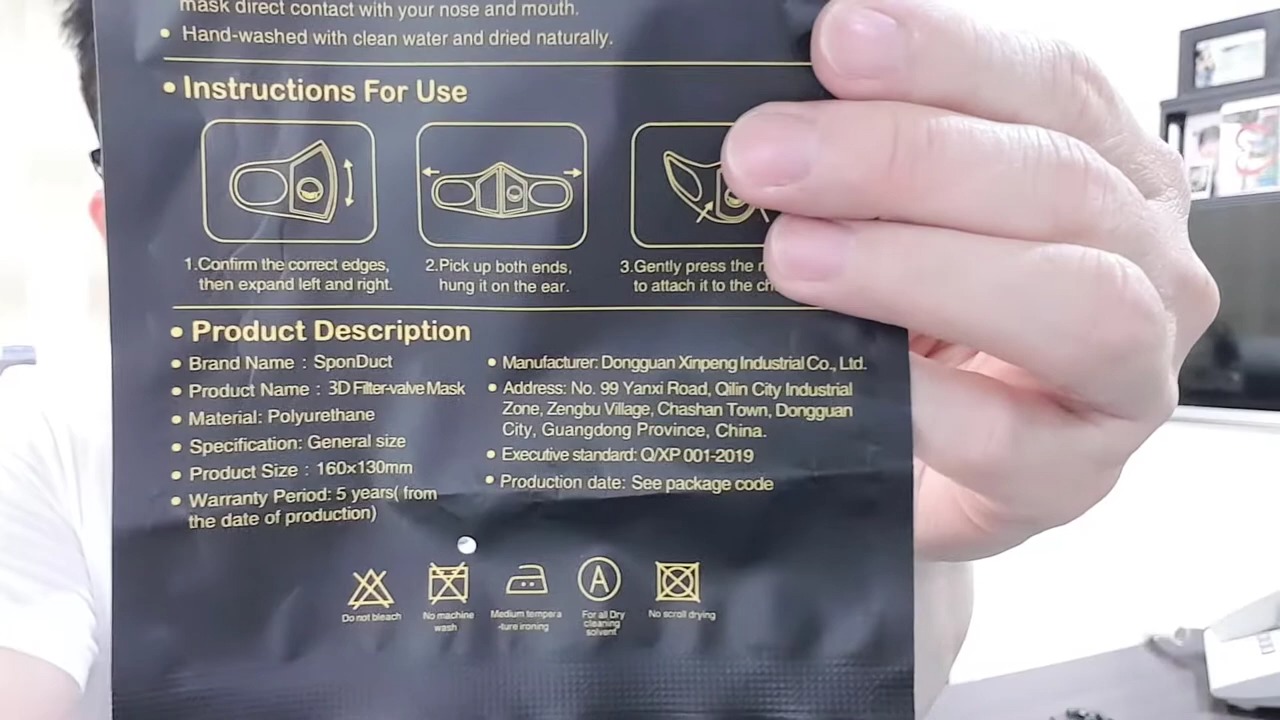 mask direct contact with your nose and mouth.
• Hand-washed with clean water and dried naturally.
• Instructions For Use
1.Confirm the correct edges,
then expand left and right.
2.Pick up both ends,
hung it on the ear.
3.Gently press the
to attach it to the
• Product Description
• Brand Name : SponDuct
• Product Name : 3D Filter-valve Mask
• Material: Polyurethane
• Specification: General size
• Product Size : 160×130mm
• Warranty Period: 5 years( from
the date of production)
• Manufacturer: Dongguan Xinpeng Industrial Co., Ltd.
• Address: No. 99 Yanxi Road, Qilin City Industrial
Zone, Zengbu Village, Chashan Town, Dongguan
City, Guangdong Province, China.
• Executive standard: Q/XP 001-2019
• Production date: See package code
A
Do not bleach
No machine
wash
Medium tempera
-ture ironing
For all Dry
cleaning
solvent
No scroll drying